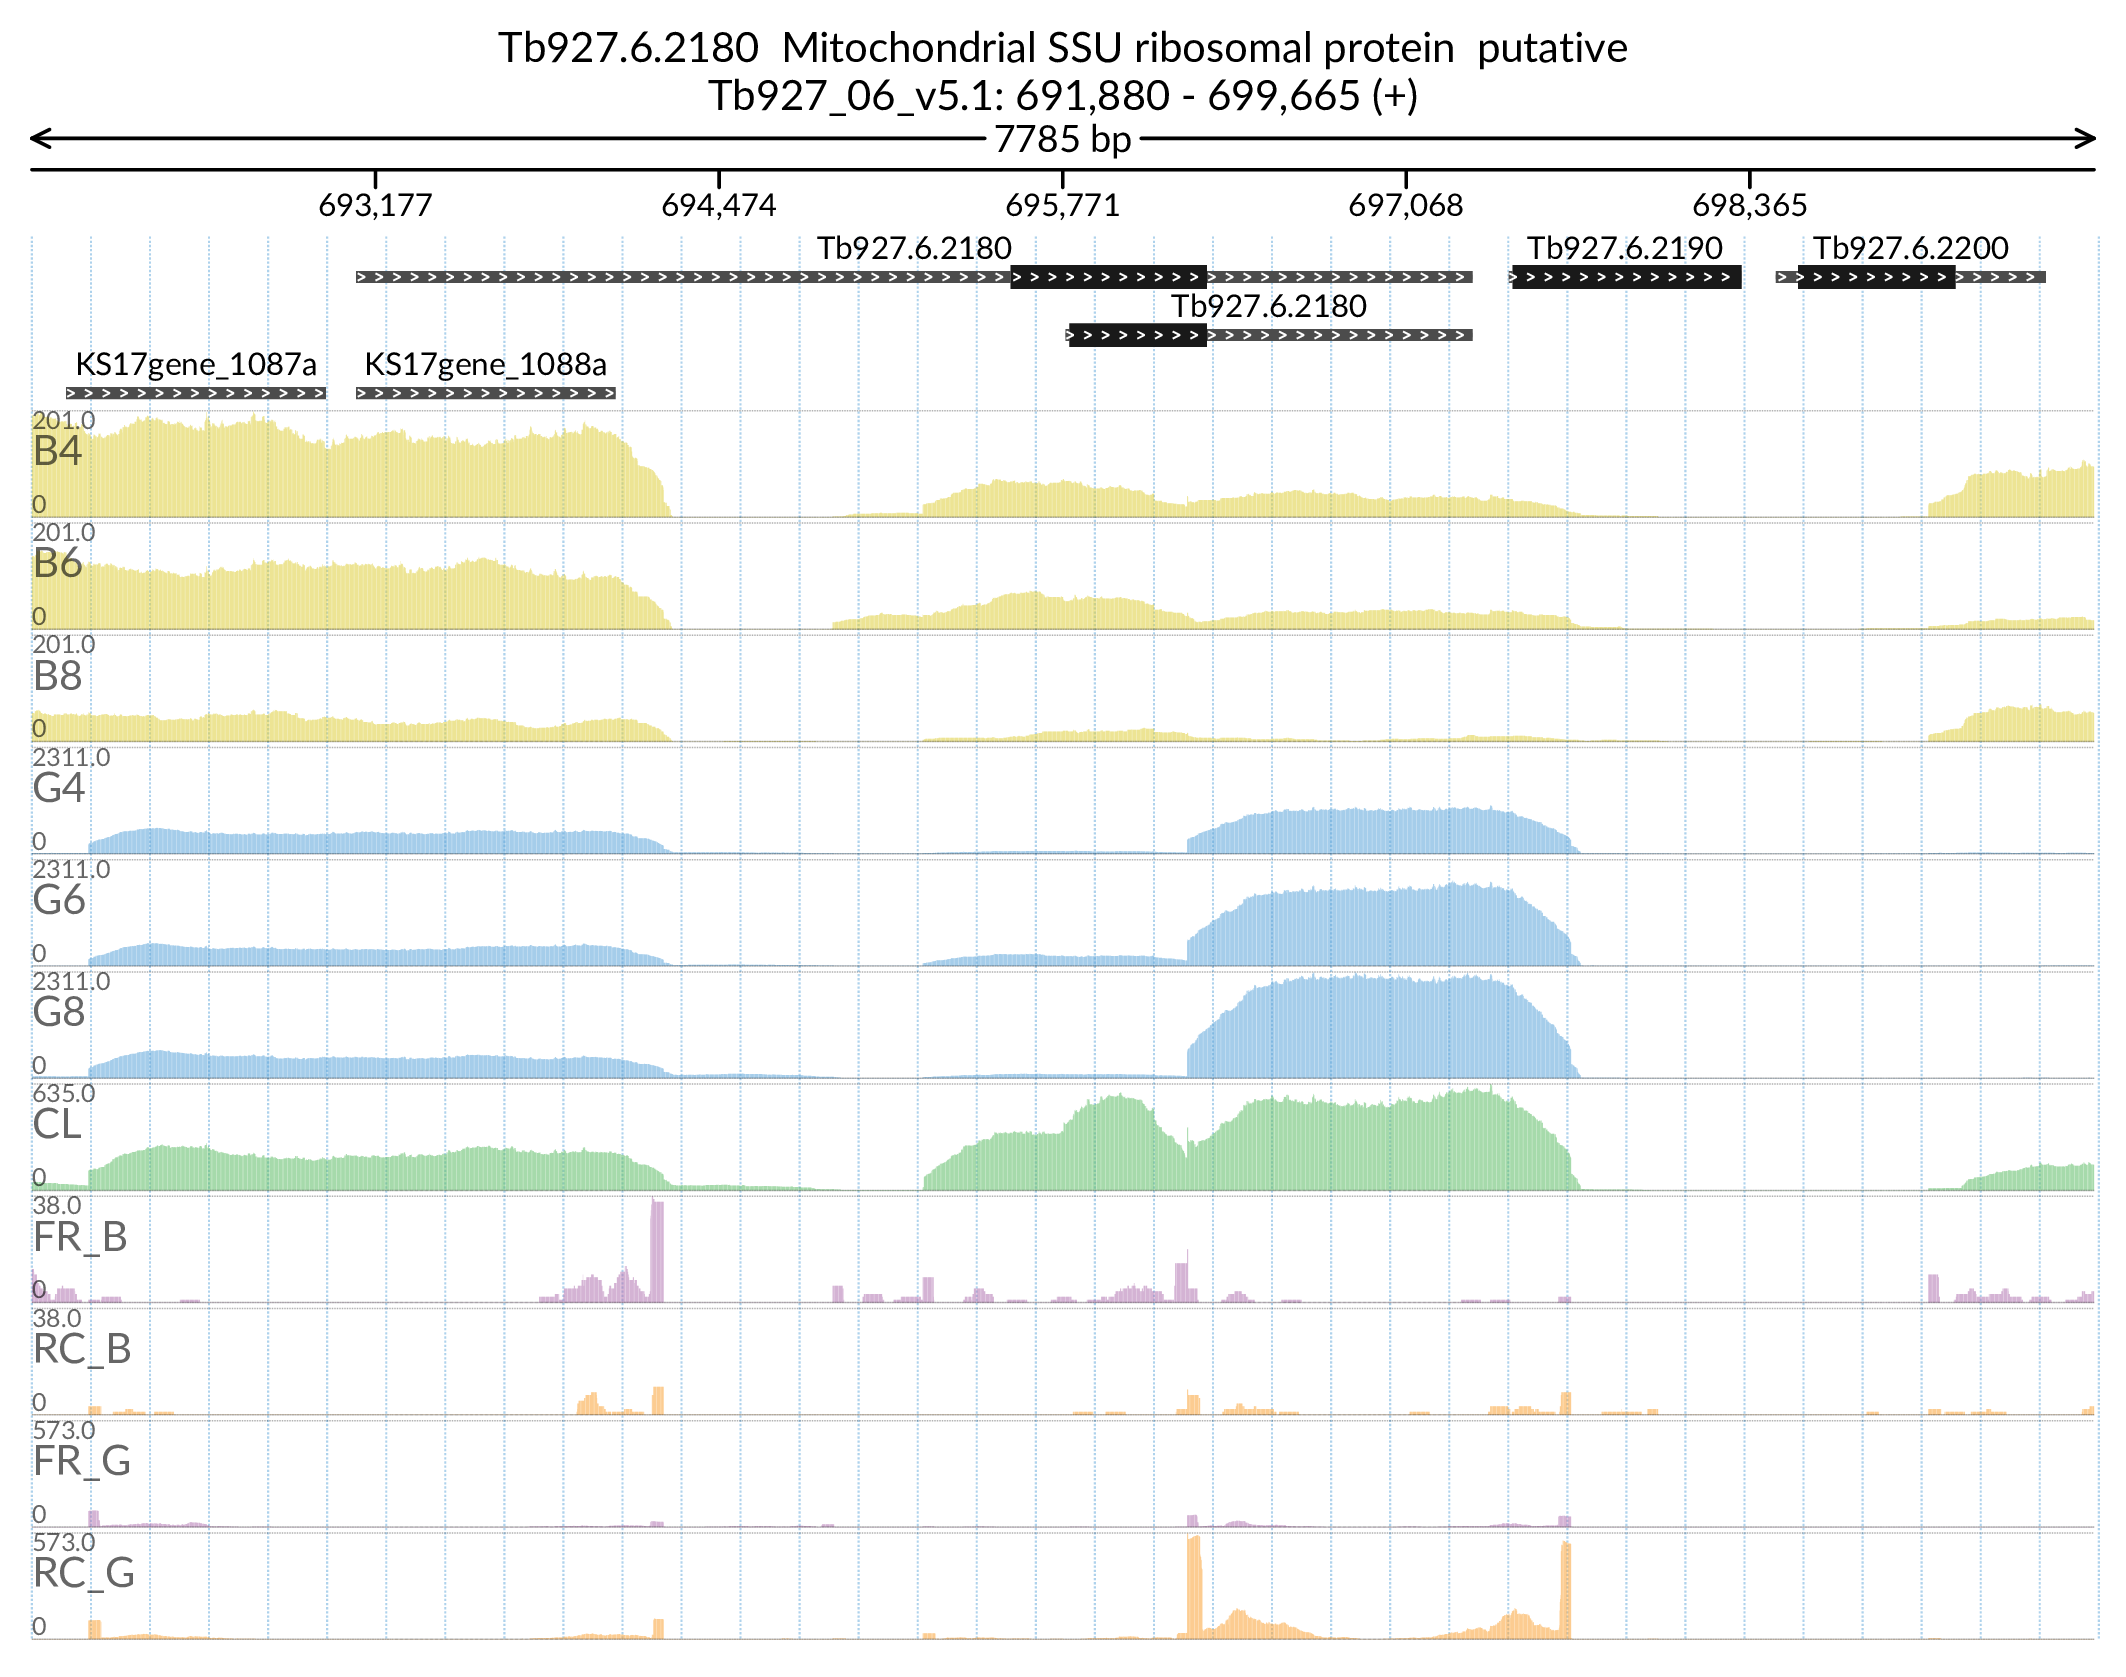 Tb927.6.2180  Mitochondrial SSU ribosomal protein  putative
Tb927_06_v5.1: 691,880 - 699,665 (+)
7785 bp
693,177 694,474 695,771 697,068 698,365
Tb927.6.2180 Tb927.6.2190 Tb927.6.2200
Tb927.6.2180
KS17gene_1087a KS17gene_1088a
201.0
B4
0
201.0
B6
0
201.0
B8
0
2311.0
G4
0
2311.0
G6
0
2311.0
G8
0
635.0
CL
0
38.0
FR_B
0
38.0
RC_B
0
573.0
FR_G
0
573.0
RC_G
0